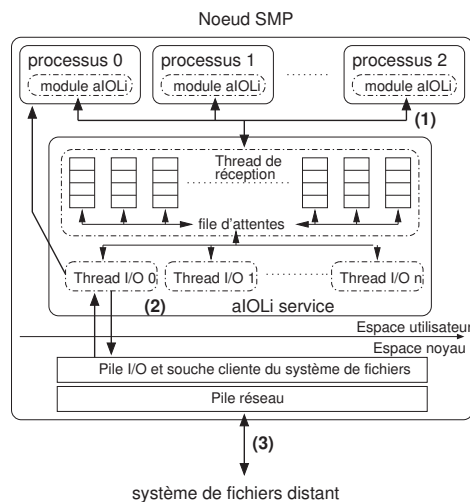 Noeud SMP
processus 0
processus 1
processus 2
module aIOLi
module aIOLi
module aIOLi
(1)
Thread de
réception
file d'attentes
Thread I/O 0
Thread I/O 1
Thread I/O n
(2)
aIOLi service
Espace utilisateur
Espace noyau
Pile I/O et souche cliente du système de fichiers
Pile réseau
(3)
système de fichiers distant